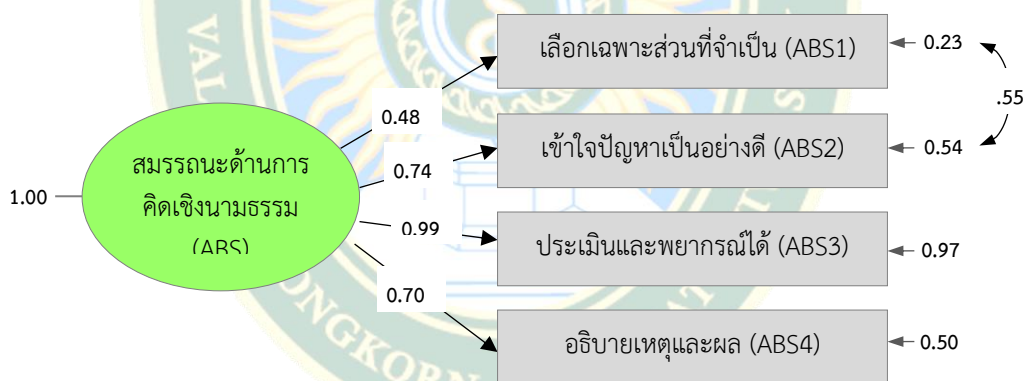 เลือกเฉพาะส่วนที่จำเป็น (ABS1)
0.23
.55
0.48
เข้าใจปัญหาเป็นอย่างดี (ABS2)
0.54
สมรรถนะด้านการ
คิดเชิงนามธรรม
(ABS)
1.00
0.74
0.99
ประเมินและพยากรณ์ได้ (ABS3)
0.97
0.70
อธิบายเหตุและผล (ABS4)
0.50
VAL
ONGKORN